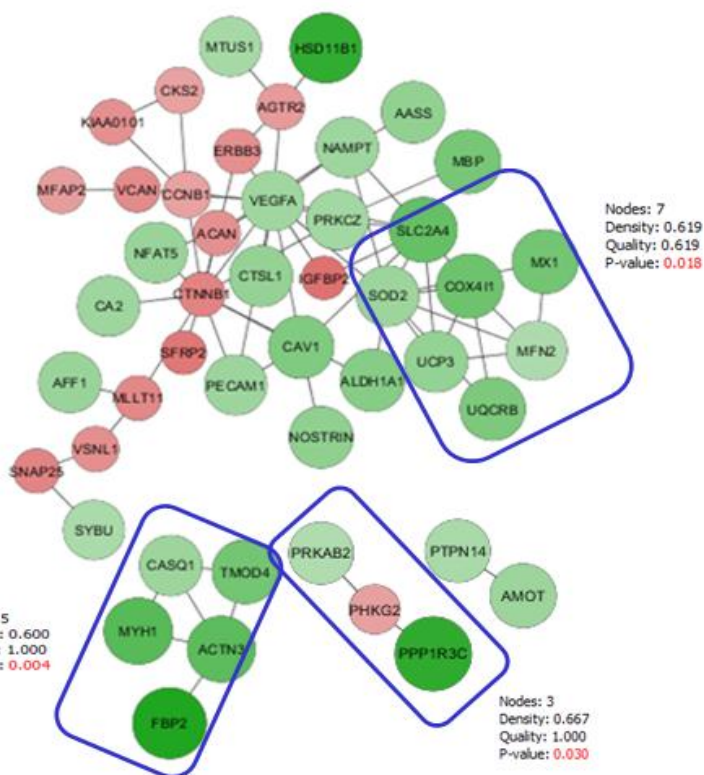 MTUS1
HSD11B1
CKS2
AGTR2
KIAA0101
AASS
ERBB3
NAMPT
MBP
MFAP2
VCAN
CCNB1
VEGFA
PRKCZ
ACAN
SLC2A4
NFAT5
CTSL1
IGFBP2
MX1
CTNNB1
SOD2
COX4I1
CA2
SFRP2
CAV1
UCP3
MFN2
AFF1
MLLT11
PECAM1
ALDH1A1
UQCRB
VSNL1
NOSTRIN
SNAP25
SYBU
Nodes: 7
Density: 0.619
Quality: 0.619
P-value: 0.018
CASQ1
TMOD4
MYH1
ACTN3
FBP2
5
: 0.600
1.000
: 0.004
PRKAB2
PHKG2
PPP1R3C
PTPN14
AMOT
Nodes: 3
Density: 0.667
Quality: 1.000
P-value: 0.030